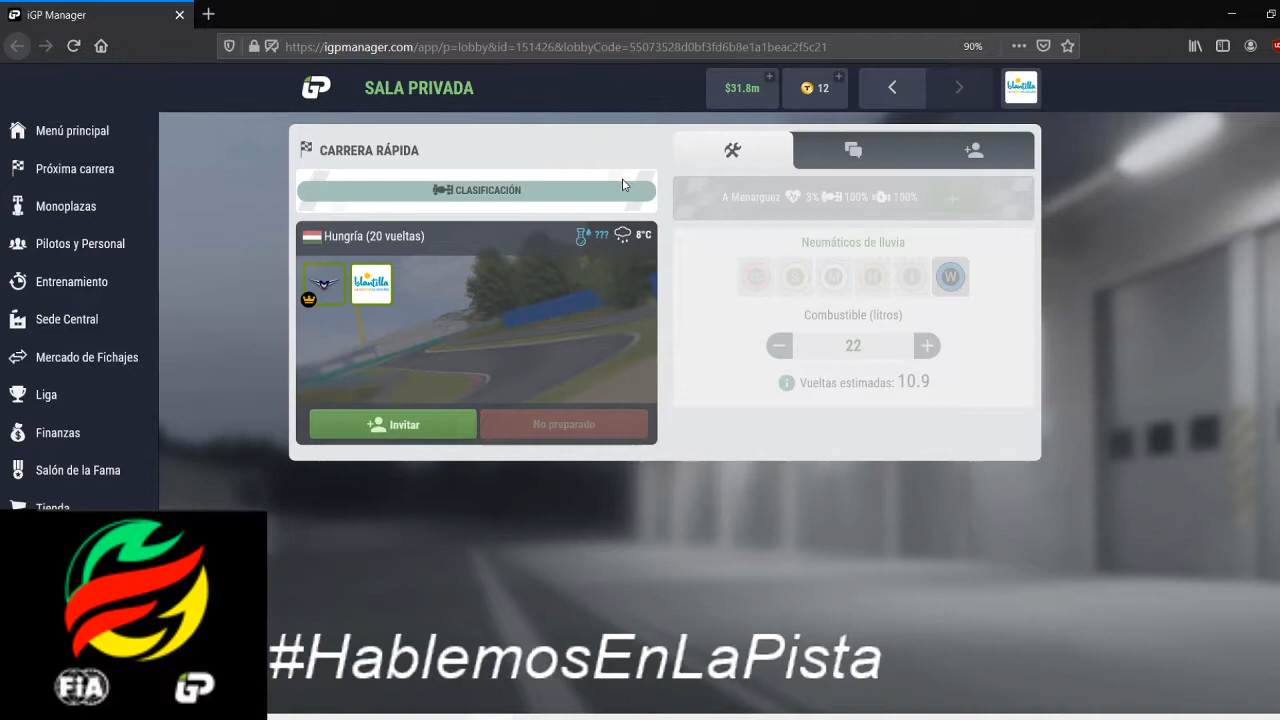 iGP Manager
https://igpmanager.com/app/p=lobby&id=151426&lobbyCode=55073528d0bf3fd6b8e1a1beac2f5c21
90%
iGP
SALA PRIVADA
$31.8m
12
blantilla
Menú principal
Próxima carrera
Monoplazas
Pilotos y Personal
Entrenamiento
Sede Central
Mercado de Fichajes
Liga
Finanzas
Salón de la Fama
Tienda
CARRERA RÁPIDA
CLASIFICACIÓN
Hungría (20 vueltas)
???
8°C
blantilla
Invitar
No preparado
A Menarguez 3% 100% 100%
Neumáticos de lluvia
S S M H I W
Combustible (litros)
22
Vueltas estimadas: 10.9
FiA
iGP
#HablemosEnLaPista